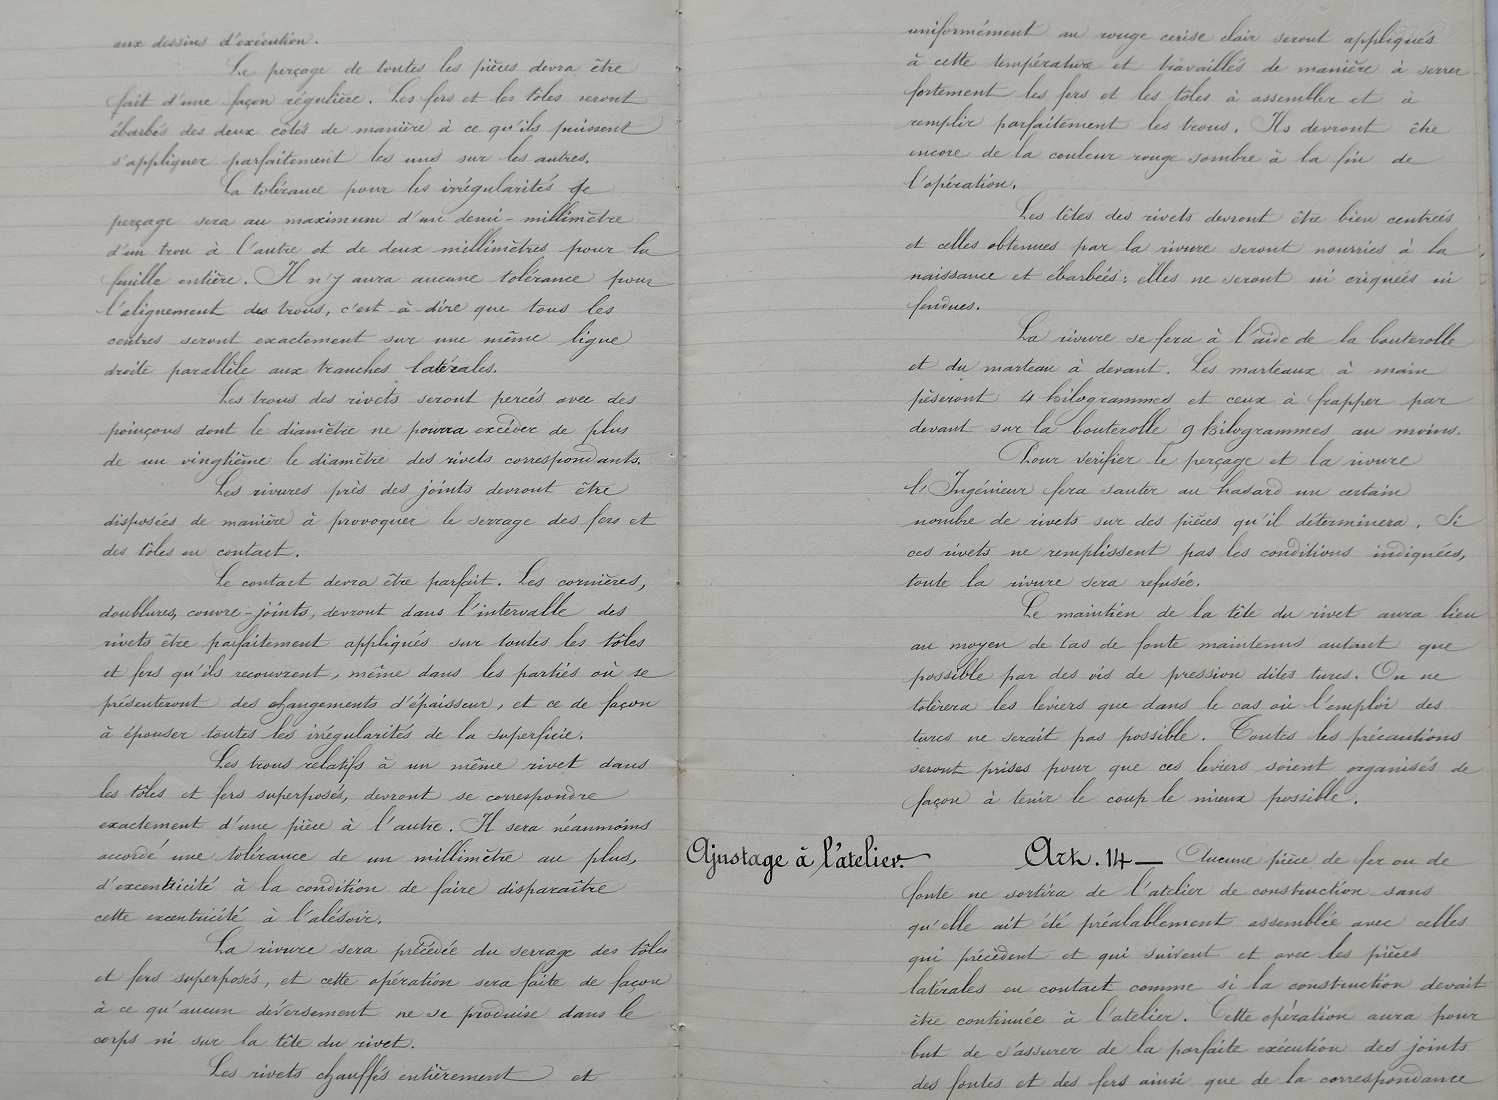 aux dessins d'exécution.
Le perçage de toutes les pièces devra être
fait d'une façon régulière. Les fers et les tôles seront
ébarbés des deux côtés de manière à ce qu'ils puissent
s'appliquer parfaitement les uns sur les autres.
La tolérance pour les irrégularités de
perçage sera au maximum d'un demi-millimètre
d'un trou à l'autre et de deux millimètres pour la
feuille entière. Il n'y aura aucune tolérance pour
l'alignement des trous, c'est-à-dire que tous les
centres seront exactement sur une même ligne
droite parallèle aux tranches latérales.
Les trous des rivets seront percés avec des
poinçons dont le diamètre ne pourra excéder de plus
de un vingtième le diamètre des rivets correspondants.
Les rivures près des joints devront être
disposées de manière à provoquer le serrage des fers et
des tôles en contact.
Le contact devra être parfait. Les cornières,
doublures, couvre-joints, devront dans l'intervalle des
rivets être parfaitement appliqués sur toutes les tôles
et fers qu'ils recouvrent, même dans les parties où se
présenteront des changements d'épaisseur, et ce de façon
à épouser toutes les irrégularités de la superficie.
Les trous relatifs à un même rivet dans
les tôles et fers superposés, devront se correspondre
exactement d'une pièce à l'autre. Il sera néanmoins
accordé une tolérance de un millimètre au plus,
d'excentricité à la condition de faire disparaître
cette excentricité à l'alésoir.
La rivure sera précédée du serrage des tôles
et fers superposés, et cette opération sera faite de façon
à ce qu'aucun déversement ne se produise dans le
corps ni sur la tête du rivet.
Les rivets chauffés entièrement et
uniformément au rouge cerise clair seront appliqués
à cette température et travaillés de manière à serrer
fortement les fers et les tôles à assembler et à
remplir parfaitement les trous. Ils devront être
encore de la couleur rouge sombre à la fin de
l'opération.
Les têtes des rivets devront être bien centrées
et celles obtenues par la rivure seront nourries à la
naissance et ébarbées; elles ne seront ni criquées ni
fendues.
La rivure se fera à l'aide de la bouterolle
et du marteau à devant. Les marteaux à main
pèseront 4 kilogrammes et ceux à frapper par
devant sur la bouterolle 9 kilogrammes au moins.
Pour vérifier le perçage et la rivure
l'Ingénieur fera sauter au hasard un certain
nombre de rivets sur des pièces qu'il déterminera. Si
ces rivets ne remplissent pas les conditions indiquées,
toute la rivure sera refusée.
Le maintien de la tête du rivet aura lieu
au moyen de tas de fonte maintenus autant que
possible par des vis de pression dites turcs. On ne
tolèrera les leviers que dans le cas où l'emploi des
turcs ne serait pas possible. Toutes les précautions
seront prises pour que ces leviers soient organisés de
façon à tenir le coup le mieux possible.
Ajustage à l'atelier. Art. 14 — Aucune pièce de fer ou de
fonte ne sortira de l'atelier de construction sans
qu'elle ait été préalablement assemblée avec celles
qui précèdent et qui suivent et avec les pièces
latérales en contact comme si la construction devait
être continuée à l'atelier. Cette opération aura pour
but de s'assurer de la parfaite exécution des joints
des fontes et des fers ainsi que de la correspondance